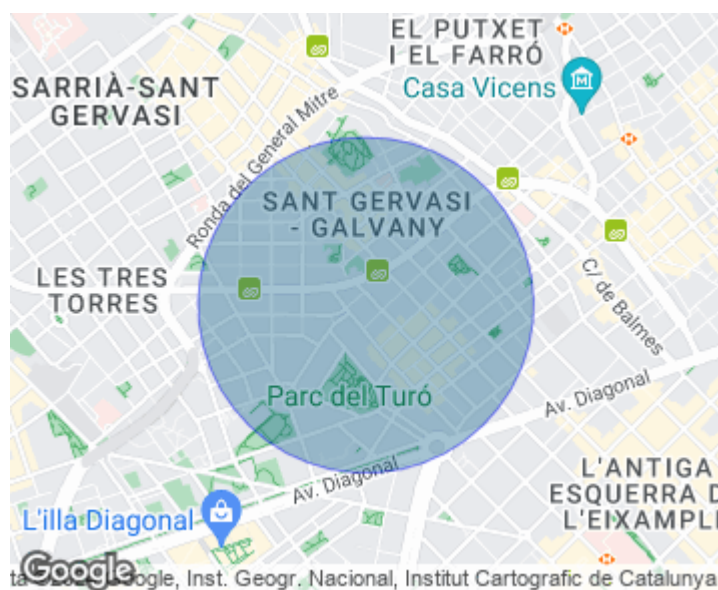 EL PUTXET
I EL FARRÓ
Casa Vicens
SARRIÀ-SANT
GERVASI
Ronda del General Mitre
SANT GERVASI
- GALVANY
LES TRES
TORRES
C/ de Balmes
Parc del Turó
Av. Diagonal
Av. Diagonal
L'ANTIGA
ESQUERRA D
L'EIXAMPL
L'illa Diagonal
Google
Google, Inst. Geogr. Nacional, Institut Cartografic de Catalunya